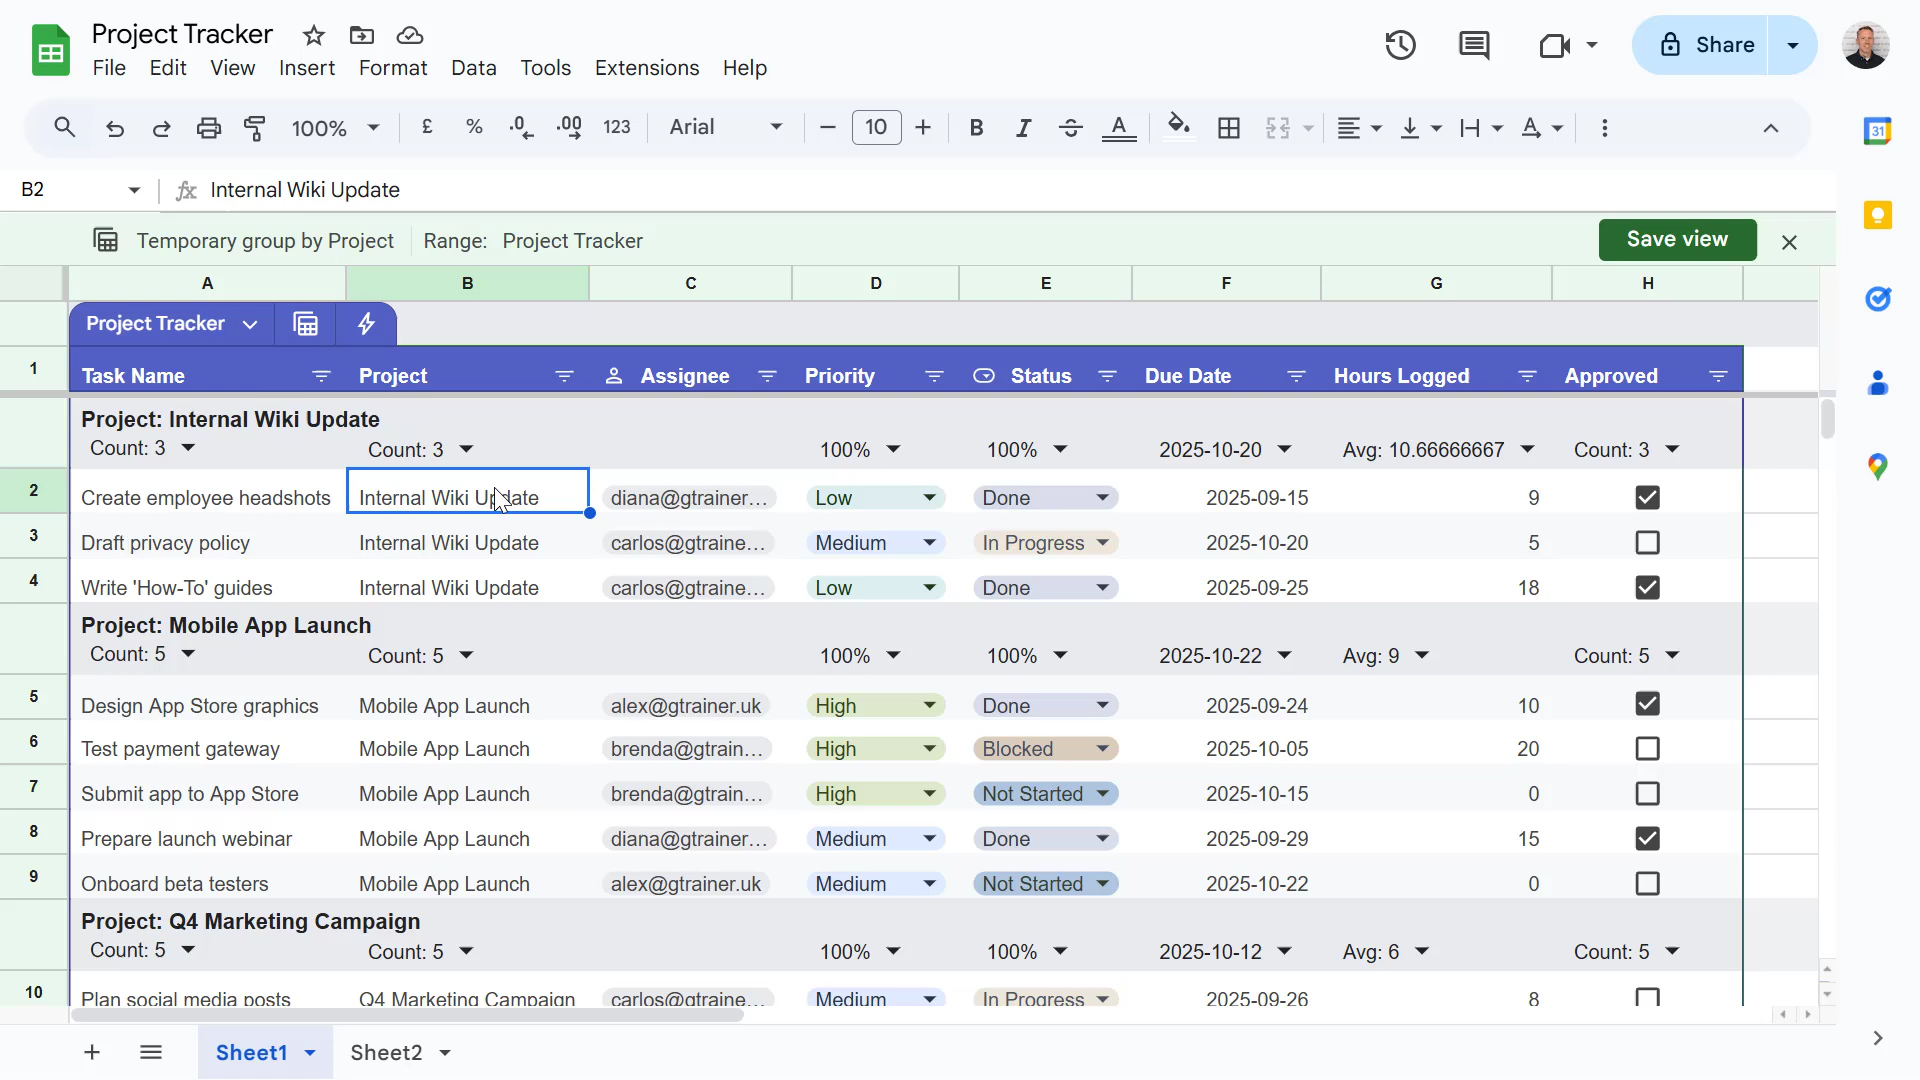 Project Tracker
File Edit View Insert Format Data Tools Extensions Help
Share
100% £ % .0 .00 123 Arial 10 B I A A
31
B2 fx Internal Wiki Update
Temporary group by Project Range: Project Tracker Save view
A B C D E F G H
Project Tracker
1 Task Name Project Assignee Priority Status Due Date Hours Logged Approved
Project: Internal Wiki Update
Count: 3 Count: 3 100% 100% 2025-10-20 Avg: 10.66666667 Count: 3
2 Create employee headshots Internal Wiki Update diana@gtrainer... Low Done 2025-09-15 9
3 Draft privacy policy Internal Wiki Update carlos@gtraine... Medium In Progress 2025-10-20 5
4 Write 'How-To' guides Internal Wiki Update carlos@gtraine... Low Done 2025-09-25 18
Project: Mobile App Launch
Count: 5 Count: 5 100% 100% 2025-10-22 Avg: 9 Count: 5
5 Design App Store graphics Mobile App Launch alex@gtrainer.uk High Done 2025-09-24 10
6 Test payment gateway Mobile App Launch brenda@gtrain... High Blocked 2025-10-05 20
7 Submit app to App Store Mobile App Launch brenda@gtrain... High Not Started 2025-10-15 0
8 Prepare launch webinar Mobile App Launch diana@gtrainer... Medium Done 2025-09-29 15
9 Onboard beta testers Mobile App Launch alex@gtrainer.uk Medium Not Started 2025-10-22 0
Project: Q4 Marketing Campaign
Count: 5 Count: 5 100% 100% 2025-10-12 Avg: 6 Count: 5
10 Plan social media posts Q4 Marketing Campaign carlos@gtraine... Medium In Progress 2025-09-26 8
Sheet1 Sheet2